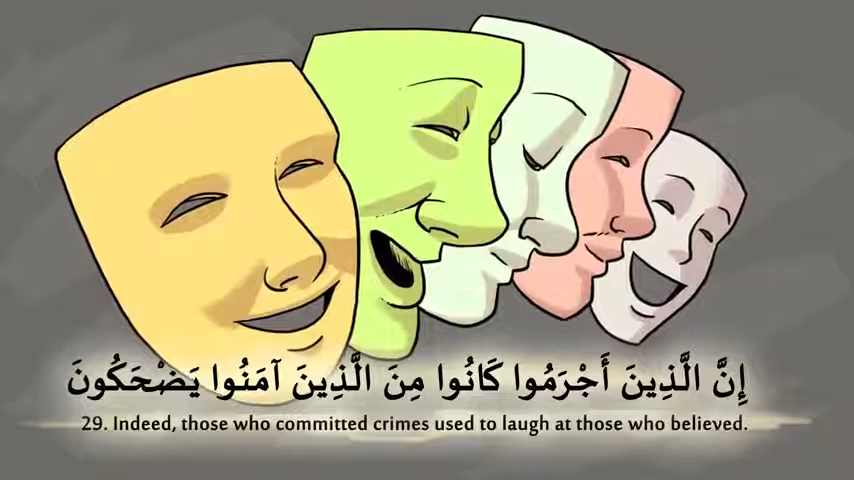 إِنَّ الَّذِينَ أَجْرَمُوا كَانُوا مِنَ الَّذِينَ آمَنُوا يَضْحَكُونَ
29. Indeed, those who committed crimes used to laugh at those who believed.